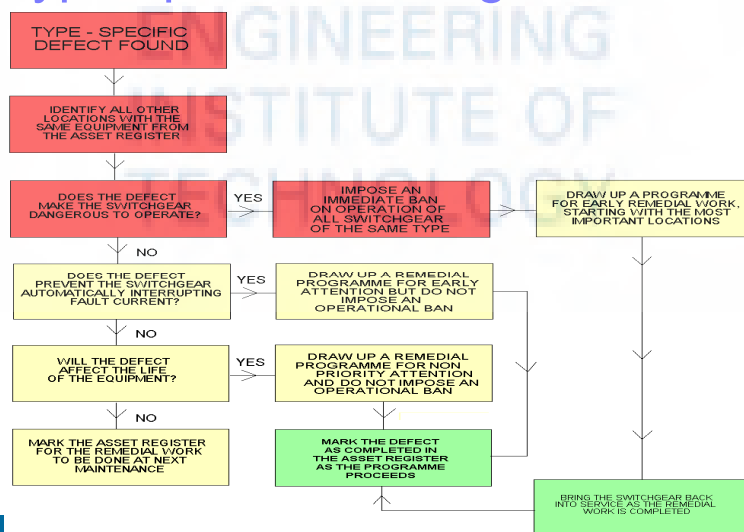 ENGINEERING
INSTITUTE OF
TECHNOLOGY
TYPE - SPECIFIC
DEFECT FOUND
IDENTIFY ALL OTHER
LOCATIONS WITH THE
SAME EQUIPMENT FROM
THE ASSET REGISTER
DOES THE DEFECT
MAKE THE SWITCHGEAR
DANGEROUS TO OPERATE?
YES
IMPOSE AN
IMMEDIATE BAN
ON OPERATION OF
ALL SWITCHGEAR
OF THE SAME TYPE
DRAW UP A PROGRAMME
FOR EARLY REMEDIAL WORK,
STARTING WITH THE MOST
IMPORTANT LOCATIONS
NO
DOES THE DEFECT
PREVENT THE SWITCHGEAR
AUTOMATICALLY INTERRUPTING
FAULT CURRENT?
YES
DRAW UP A REMEDIAL
PROGRAMME FOR EARLY
ATTENTION BUT DO NOT
IMPOSE AN
OPERATIONAL BAN
NO
WILL THE DEFECT
AFFECT THE LIFE
OF THE EQUIPMENT?
YES
DRAW UP A REMEDIAL
PROGRAMME FOR NON
PRIORITY ATTENTION
AND DO NOT IMPOSE AN
OPERATIONAL BAN
NO
MARK THE ASSET REGISTER
FOR THE REMEDIAL WORK
TO BE DONE AT NEXT
MAINTENANCE
MARK THE DEFECT
AS COMPLETED IN
THE ASSET REGISTER
AS THE PROGRAMME
PROCEEDS
BRING THE SWITCHGEAR BACK
INTO SERVICE AS THE REMEDIAL
WORK IS COMPLETED